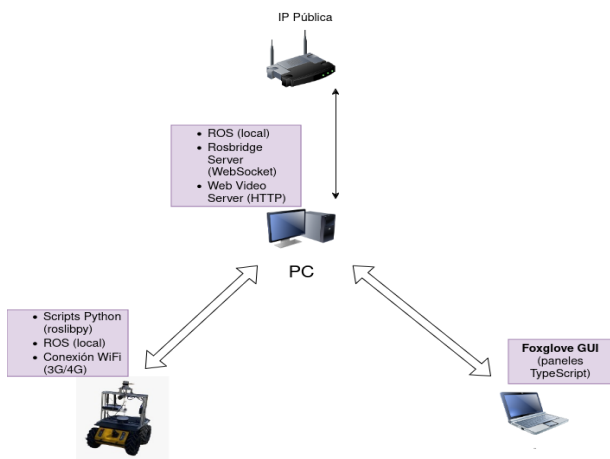 IP Pública
• ROS (local)
• Rosbridge
Server
(WebSocket)
• Web Video
Server (HTTP)
PC
• Scripts Python
(roslibpy)
• ROS (local)
• Conexión WiFi
(3G/4G)
Foxglove GUI
(paneles
TypeScript)